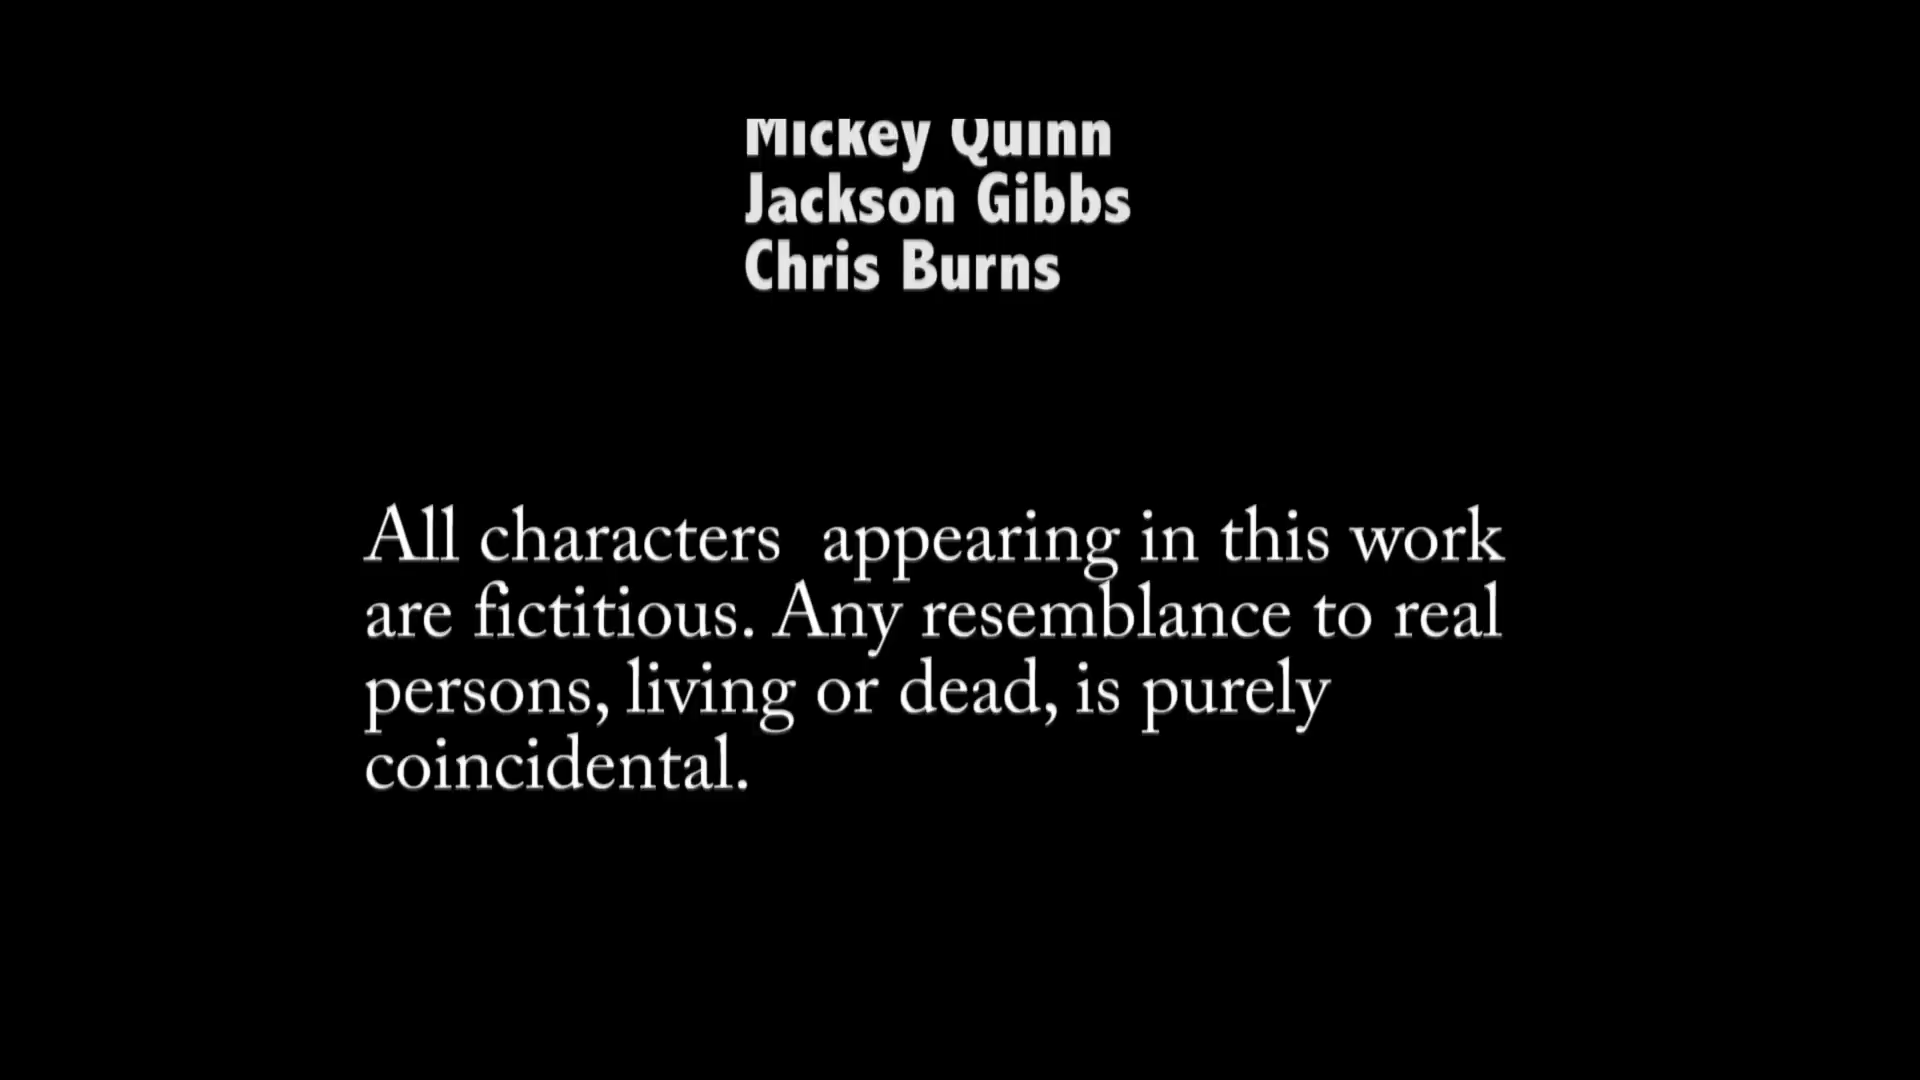 Mickey Quinn
Jackson Gibbs
Chris Burns
All characters  appearing in this work
are fictitious. Any resemblance to real
persons, living or dead, is purely
coincidental.